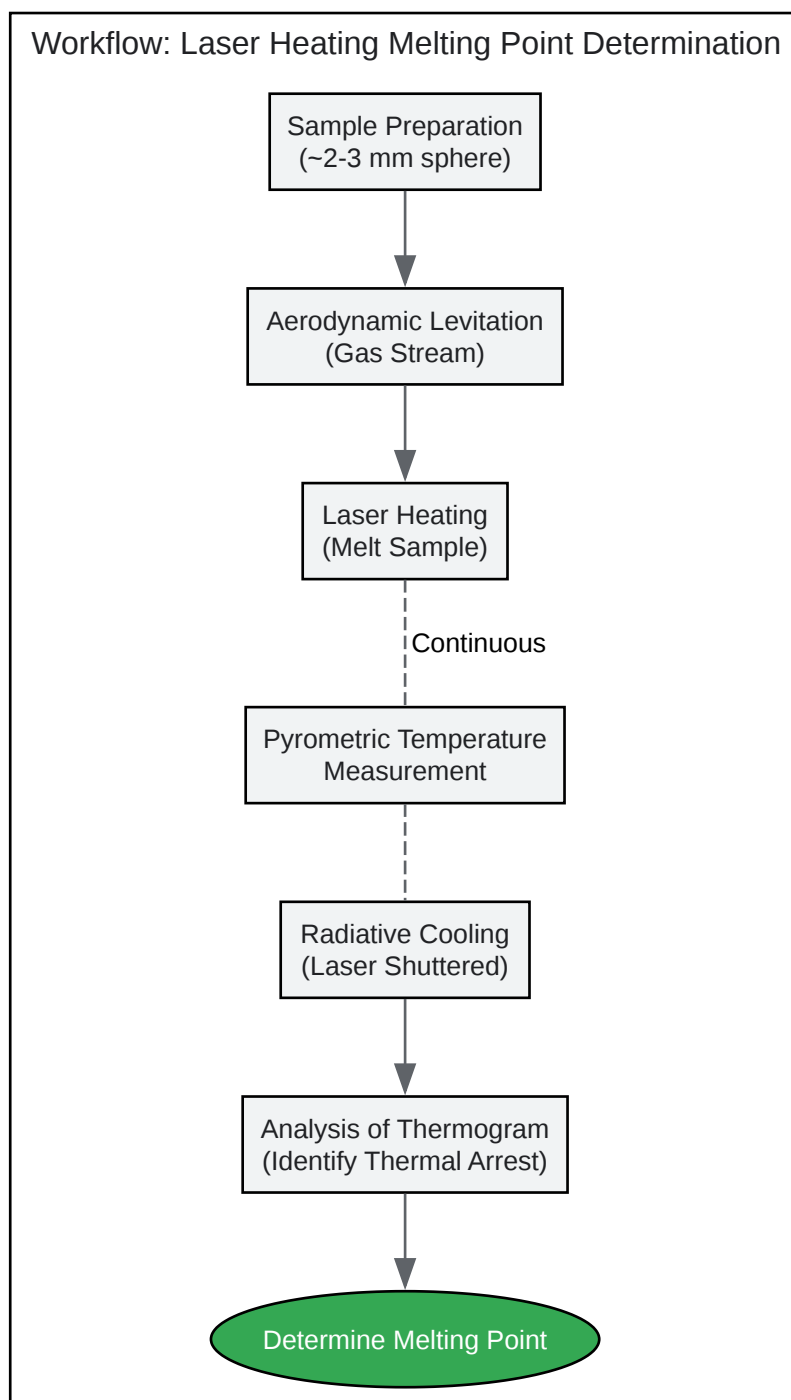 Workflow: Laser Heating Melting Point Determination
Sample Preparation
(~2-3 mm sphere)
Aerodynamic Levitation
(Gas Stream)
Laser Heating
(Melt Sample)
Continuous
Pyrometric Temperature
Measurement
Radiative Cooling
(Laser Shuttered)
Analysis of Thermogram
(Identify Thermal Arrest)
Determine Melting Point